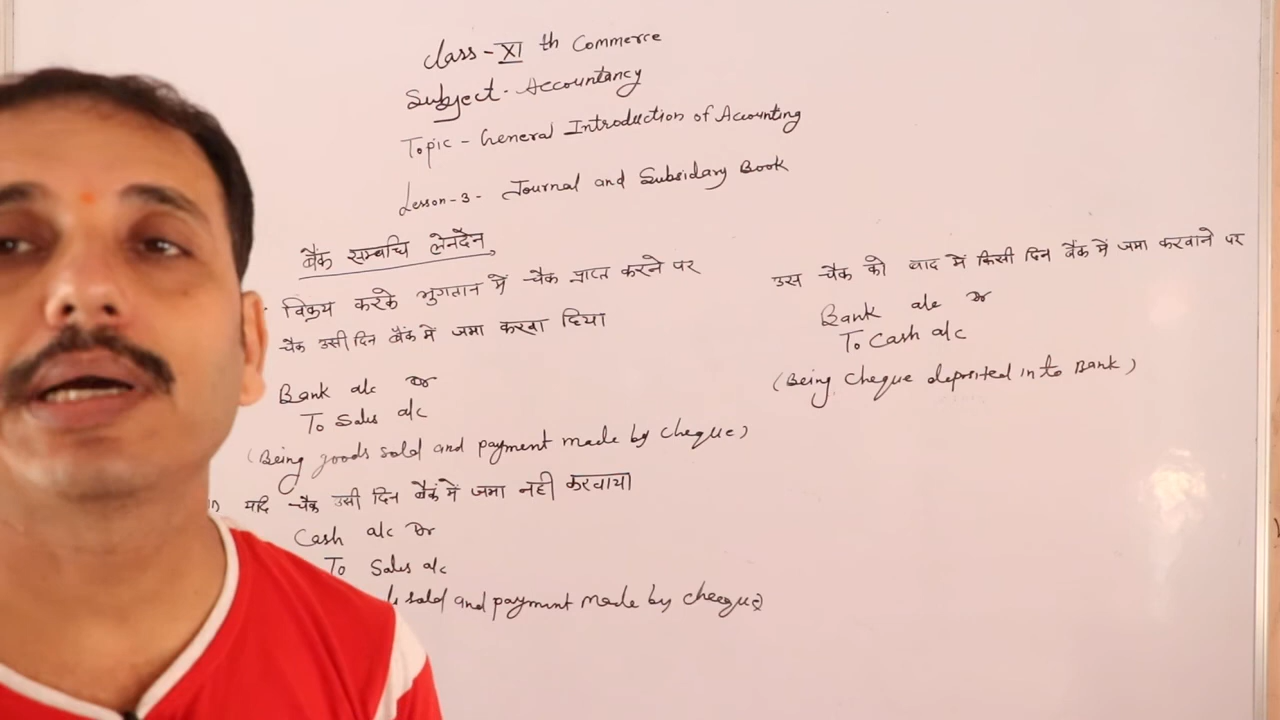 Class - XI th Commerce
Subject - Accountancy
Topic - General Introduction of Accounting
Lesson - 3 - Journal and Subsidary Book
बैंक सम्बंधि लेनदेन
विक्रय करके भुगतान में चैक प्राप्त करने पर
चैक उसी दिन बैंक में जमा करवा दिया
Bank a/c Dr
To Sales a/c
(Being goods sold and payment made by cheque)
यदि चैक उसी दिन बैंक में जमा नही करवाया
Cash a/c Dr
To Sales a/c
sold and payment made by cheeque
उस चैक को बाद में किसी दिन बैंक में जमा करवाने पर
Bank a/c Dr
To Cash a/c
(Being cheque deposited in to Bank)